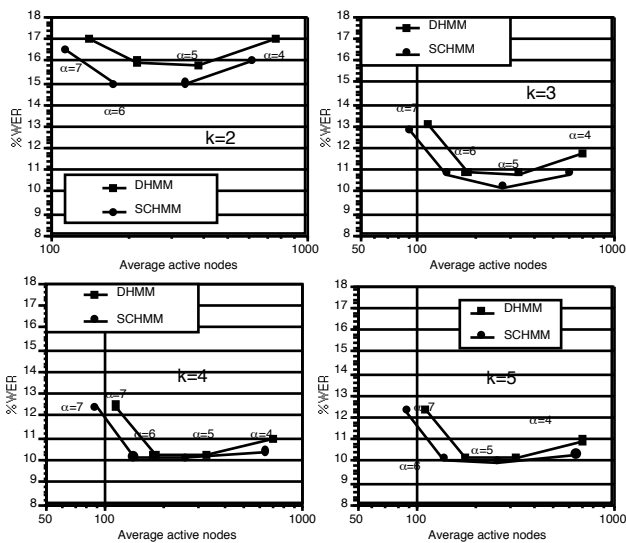 18
17
16
15
14
13
12
11
10
9
8
%WER
α=7
α=6
α=5
α=4
k=2
DHMM
SCHMM
100
1000
Average active nodes
18
17
16
15
14
13
12
11
10
9
8
%WER
DHMM
SCHMM
k=3
α=7
α=6
α=5
α=4
50
100
1000
Average active nodes
18
17
16
15
14
13
12
11
10
9
8
%WER
DHMM
SCHMM
k=4
α=7
α=7
α=6
α=5
α=4
50
100
1000
Average active nodes
18
17
16
15
14
13
12
11
10
9
8
%WER
DHMM
SCHMM
k=5
α=7
α=6
α=5
α=4
50
100
1000
Average active nodes